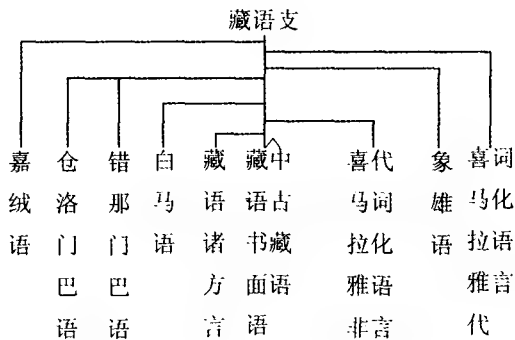 藏语支
嘉绒语
仓洛门巴语
错那门巴语
白马语
藏语诸方言
藏语书面语
中古藏语
喜马拉雅非
代词化语言
象雄语
喜马拉雅代
词化语言